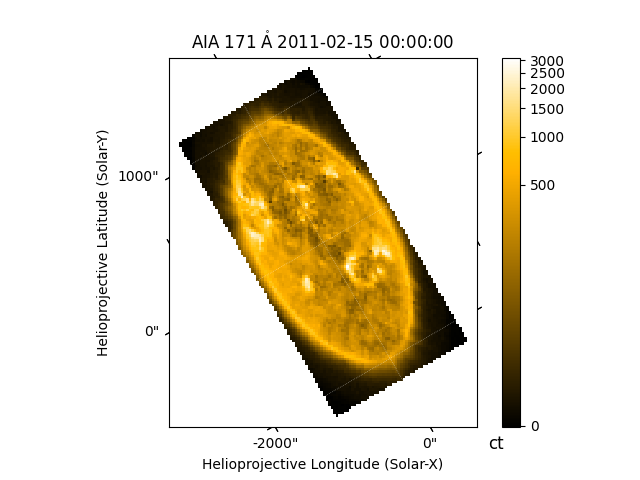 AIA 171 Å 2011-02-15 00:00:00
3000
2500
2000
1500
1000
500
0
ct
Helioprojective Latitude (Solar-Y)
1000"
0"
-2000"
0"
Helioprojective Longitude (Solar-X)